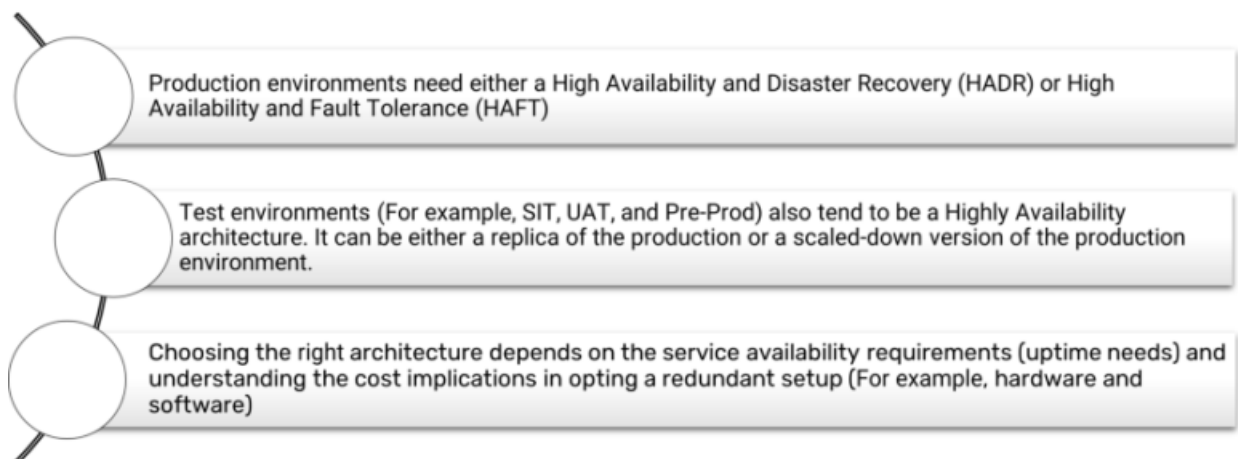 Production environments need either a High Availability and Disaster Recovery (HADR) or High
Availability and Fault Tolerance (HAFT)
Test environments (For example, SIT, UAT, and Pre-Prod) also tend to be a Highly Availability
architecture. It can be either a replica of the production or a scaled-down version of the production
environment.
Choosing the right architecture depends on the service availability requirements (uptime needs) and
understanding the cost implications in opting a redundant setup (For example, hardware and
software)